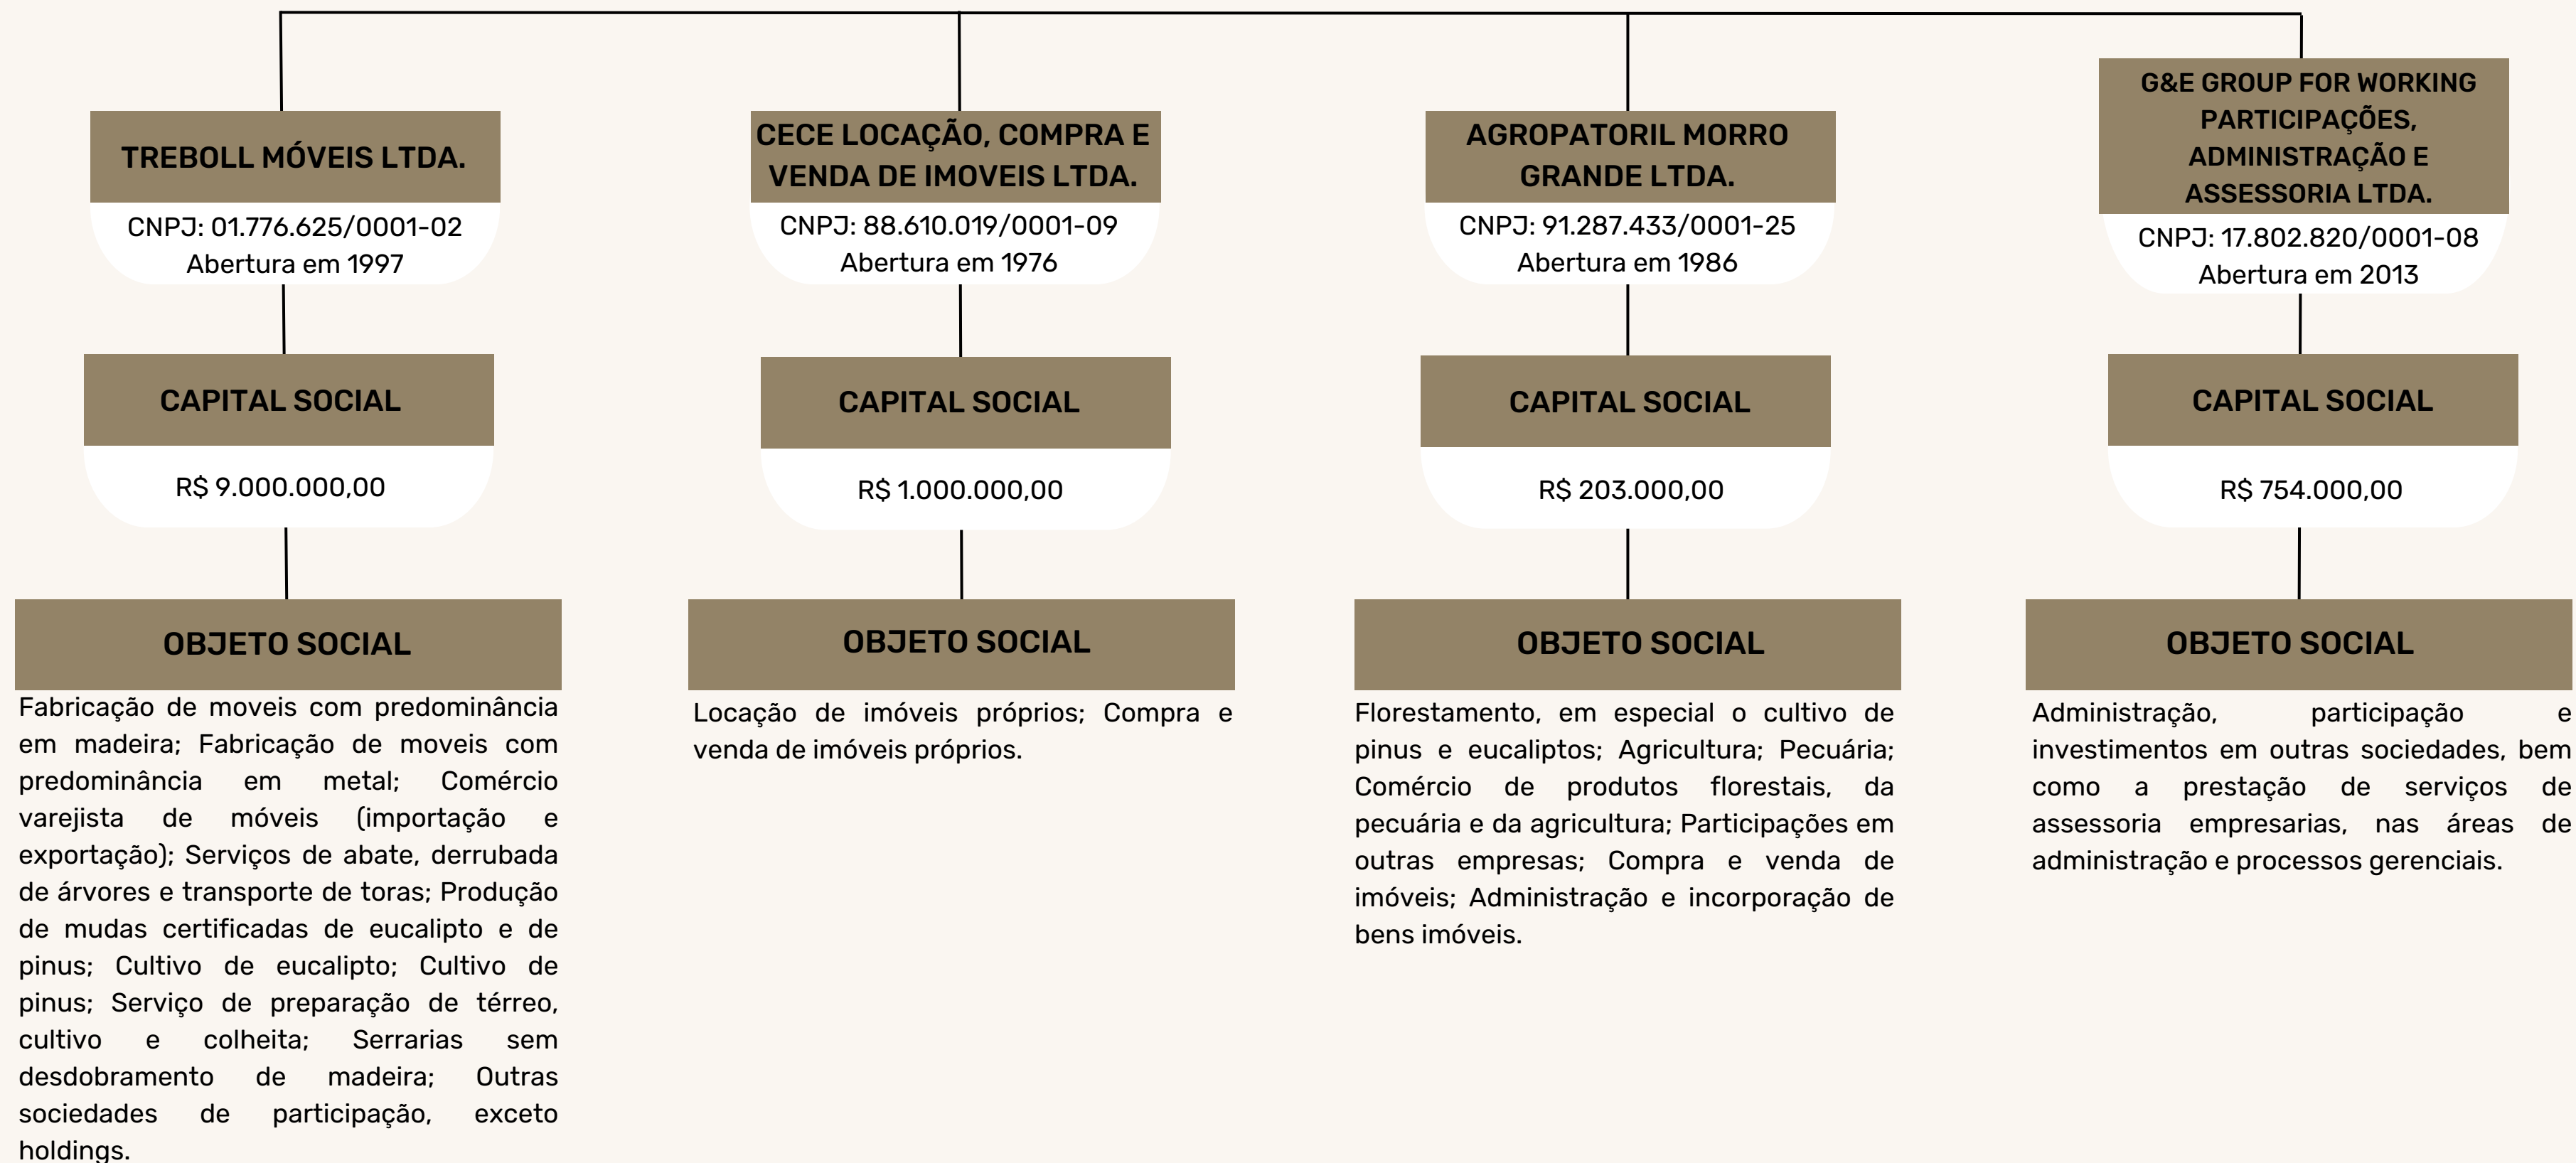 TREBOLL MÓVEIS LTDA.
CNPJ: 01.776.625/0001-02
Abertura em 1997
CAPITAL SOCIAL
R$ 9.000.000,00
OBJETO SOCIAL
Fabricação de moveis com predominância
em madeira; Fabricação de moveis com
predominância em metal; Comércio
varejista de móveis (importação e
exportação); Serviços de abate, derrubada
de árvores e transporte de toras; Produção
de mudas certificadas de eucalipto e de
pinus; Cultivo de eucalipto; Cultivo de
pinus; Serviço de preparação de térreo,
cultivo e colheita; Serrarias sem
desdobramento de madeira; Outras
sociedades de participação, exceto
holdings.
CECE LOCAÇÃO, COMPRA E
VENDA DE IMOVEIS LTDA.
CNPJ: 88.610.019/0001-09
Abertura em 1976
CAPITAL SOCIAL
R$ 1.000.000,00
OBJETO SOCIAL
Locação de imóveis próprios; Compra e
venda de imóveis próprios.
AGROPATORIL MORRO
GRANDE LTDA.
CNPJ: 91.287.433/0001-25
Abertura em 1986
CAPITAL SOCIAL
R$ 203.000,00
OBJETO SOCIAL
Florestamento, em especial o cultivo de
pinus e eucaliptos; Agricultura; Pecuária;
Comércio de produtos florestais, da
pecuária e da agricultura; Participações em
outras empresas; Compra e venda de
imóveis; Administração e incorporação de
bens imóveis.
G&E GROUP FOR WORKING
PARTICIPAÇÕES,
ADMINISTRAÇÃO E
ASSESSORIA LTDA.
CNPJ: 17.802.820/0001-08
Abertura em 2013
CAPITAL SOCIAL
R$ 754.000,00
OBJETO SOCIAL
Administração, participação e
investimentos em outras sociedades, bem
como a prestação de serviços de
assessoria empresarias, nas áreas de
administração e processos gerenciais.